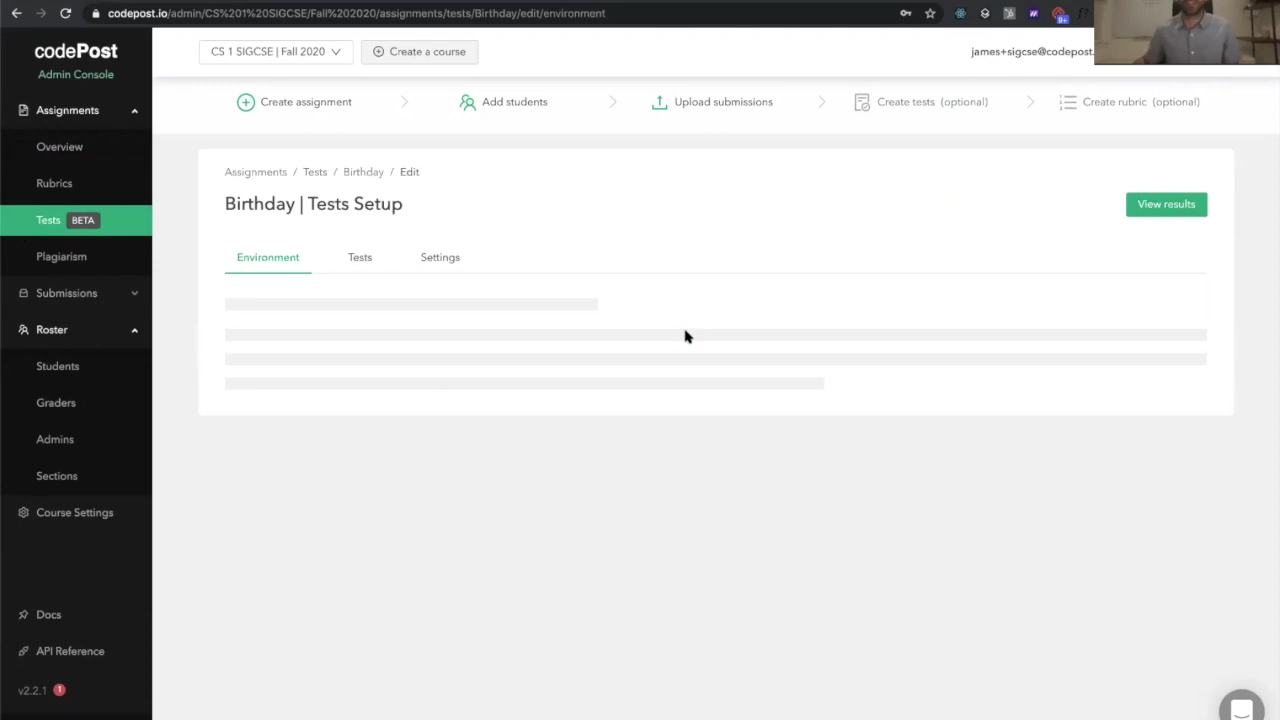 codepost.io/admin/CS%201%20SIGCSE/Fall%202020/assignments/tests/Birthday/edit/environment
codePost
Admin Console
CS 1 SIGCSE | Fall 2020
Create a course
james+sigcse@codepost.
Create assignment
Add students
Upload submissions
Create tests (optional)
Create rubric (optional)
Assignments
Overview
Rubrics
Tests BETA
Plagiarism
Submissions
Roster
Students
Graders
Admins
Sections
Course Settings
Docs
API Reference
v2.2.1 1
Assignments / Tests / Birthday / Edit
Birthday | Tests Setup
View results
Environment
Tests
Settings